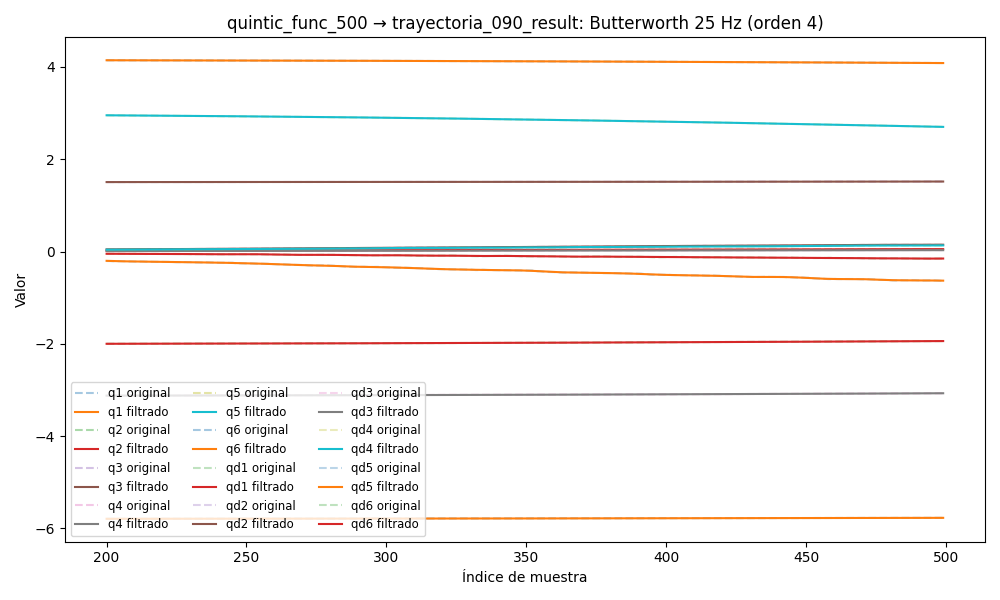 quintic_func_500 → trayectoria_090_result: Butterworth 25 Hz (orden 4)
Valor
4
2
0
−2
−4
−6
q1 original
q1 filtrado
q2 original
q2 filtrado
q3 original
q3 filtrado
q4 original
q4 filtrado
q5 original
q5 filtrado
q6 original
q6 filtrado
qd1 original
qd1 filtrado
qd2 original
qd2 filtrado
qd3 original
qd3 filtrado
qd4 original
qd4 filtrado
qd5 original
qd5 filtrado
qd6 original
qd6 filtrado
200
250
300
350
400
450
500
Índice de muestra